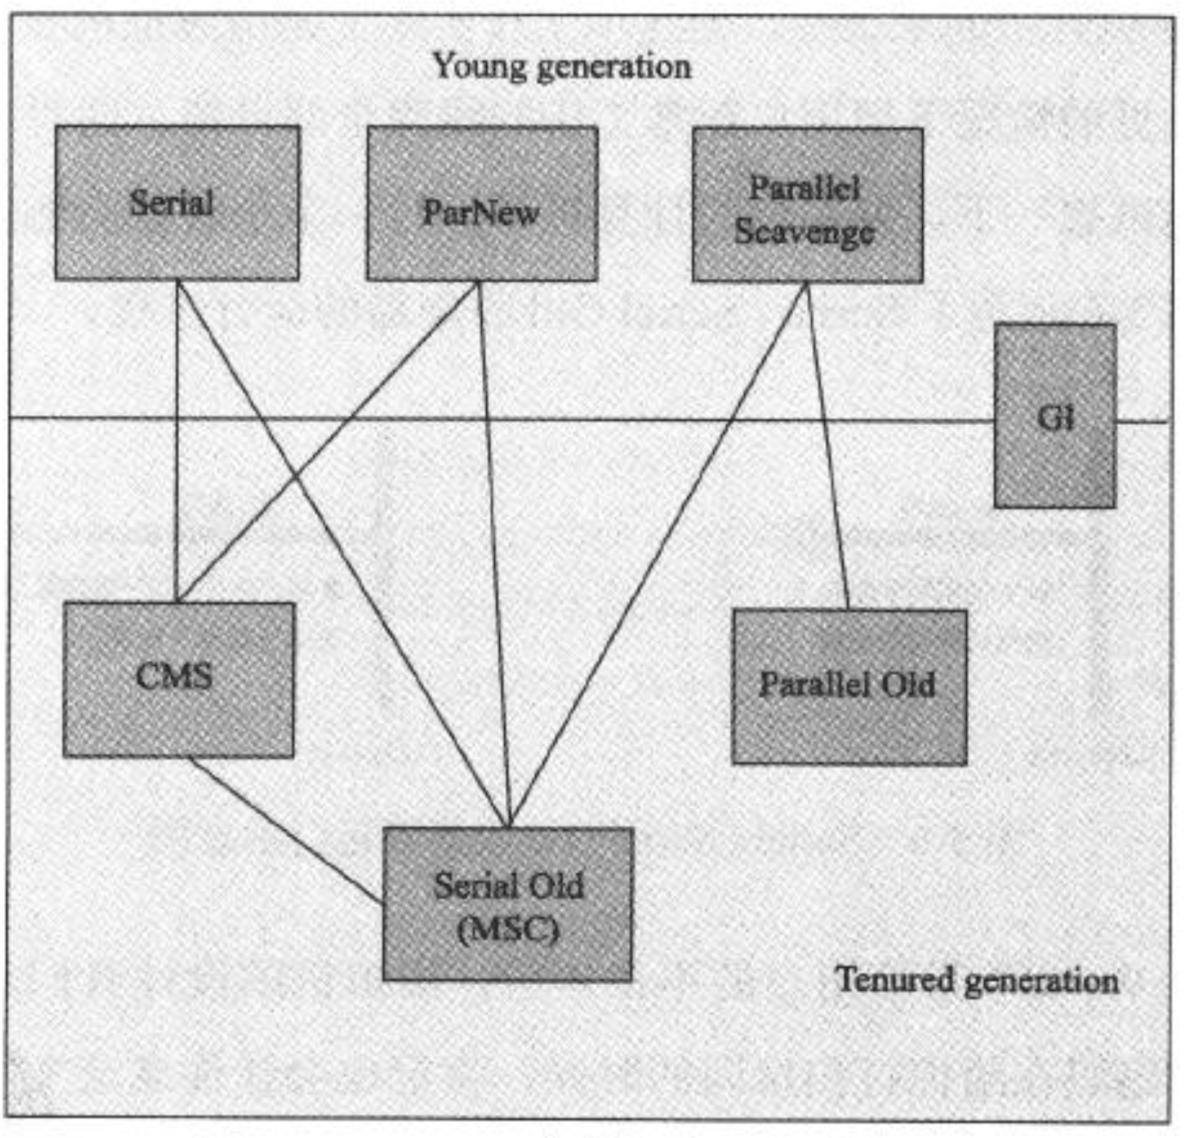 Young generation
Serial
ParNew
Parallel
Scavenge
G1
CMS
Parallel Old
Serial Old
(MSC)
Tenured generation